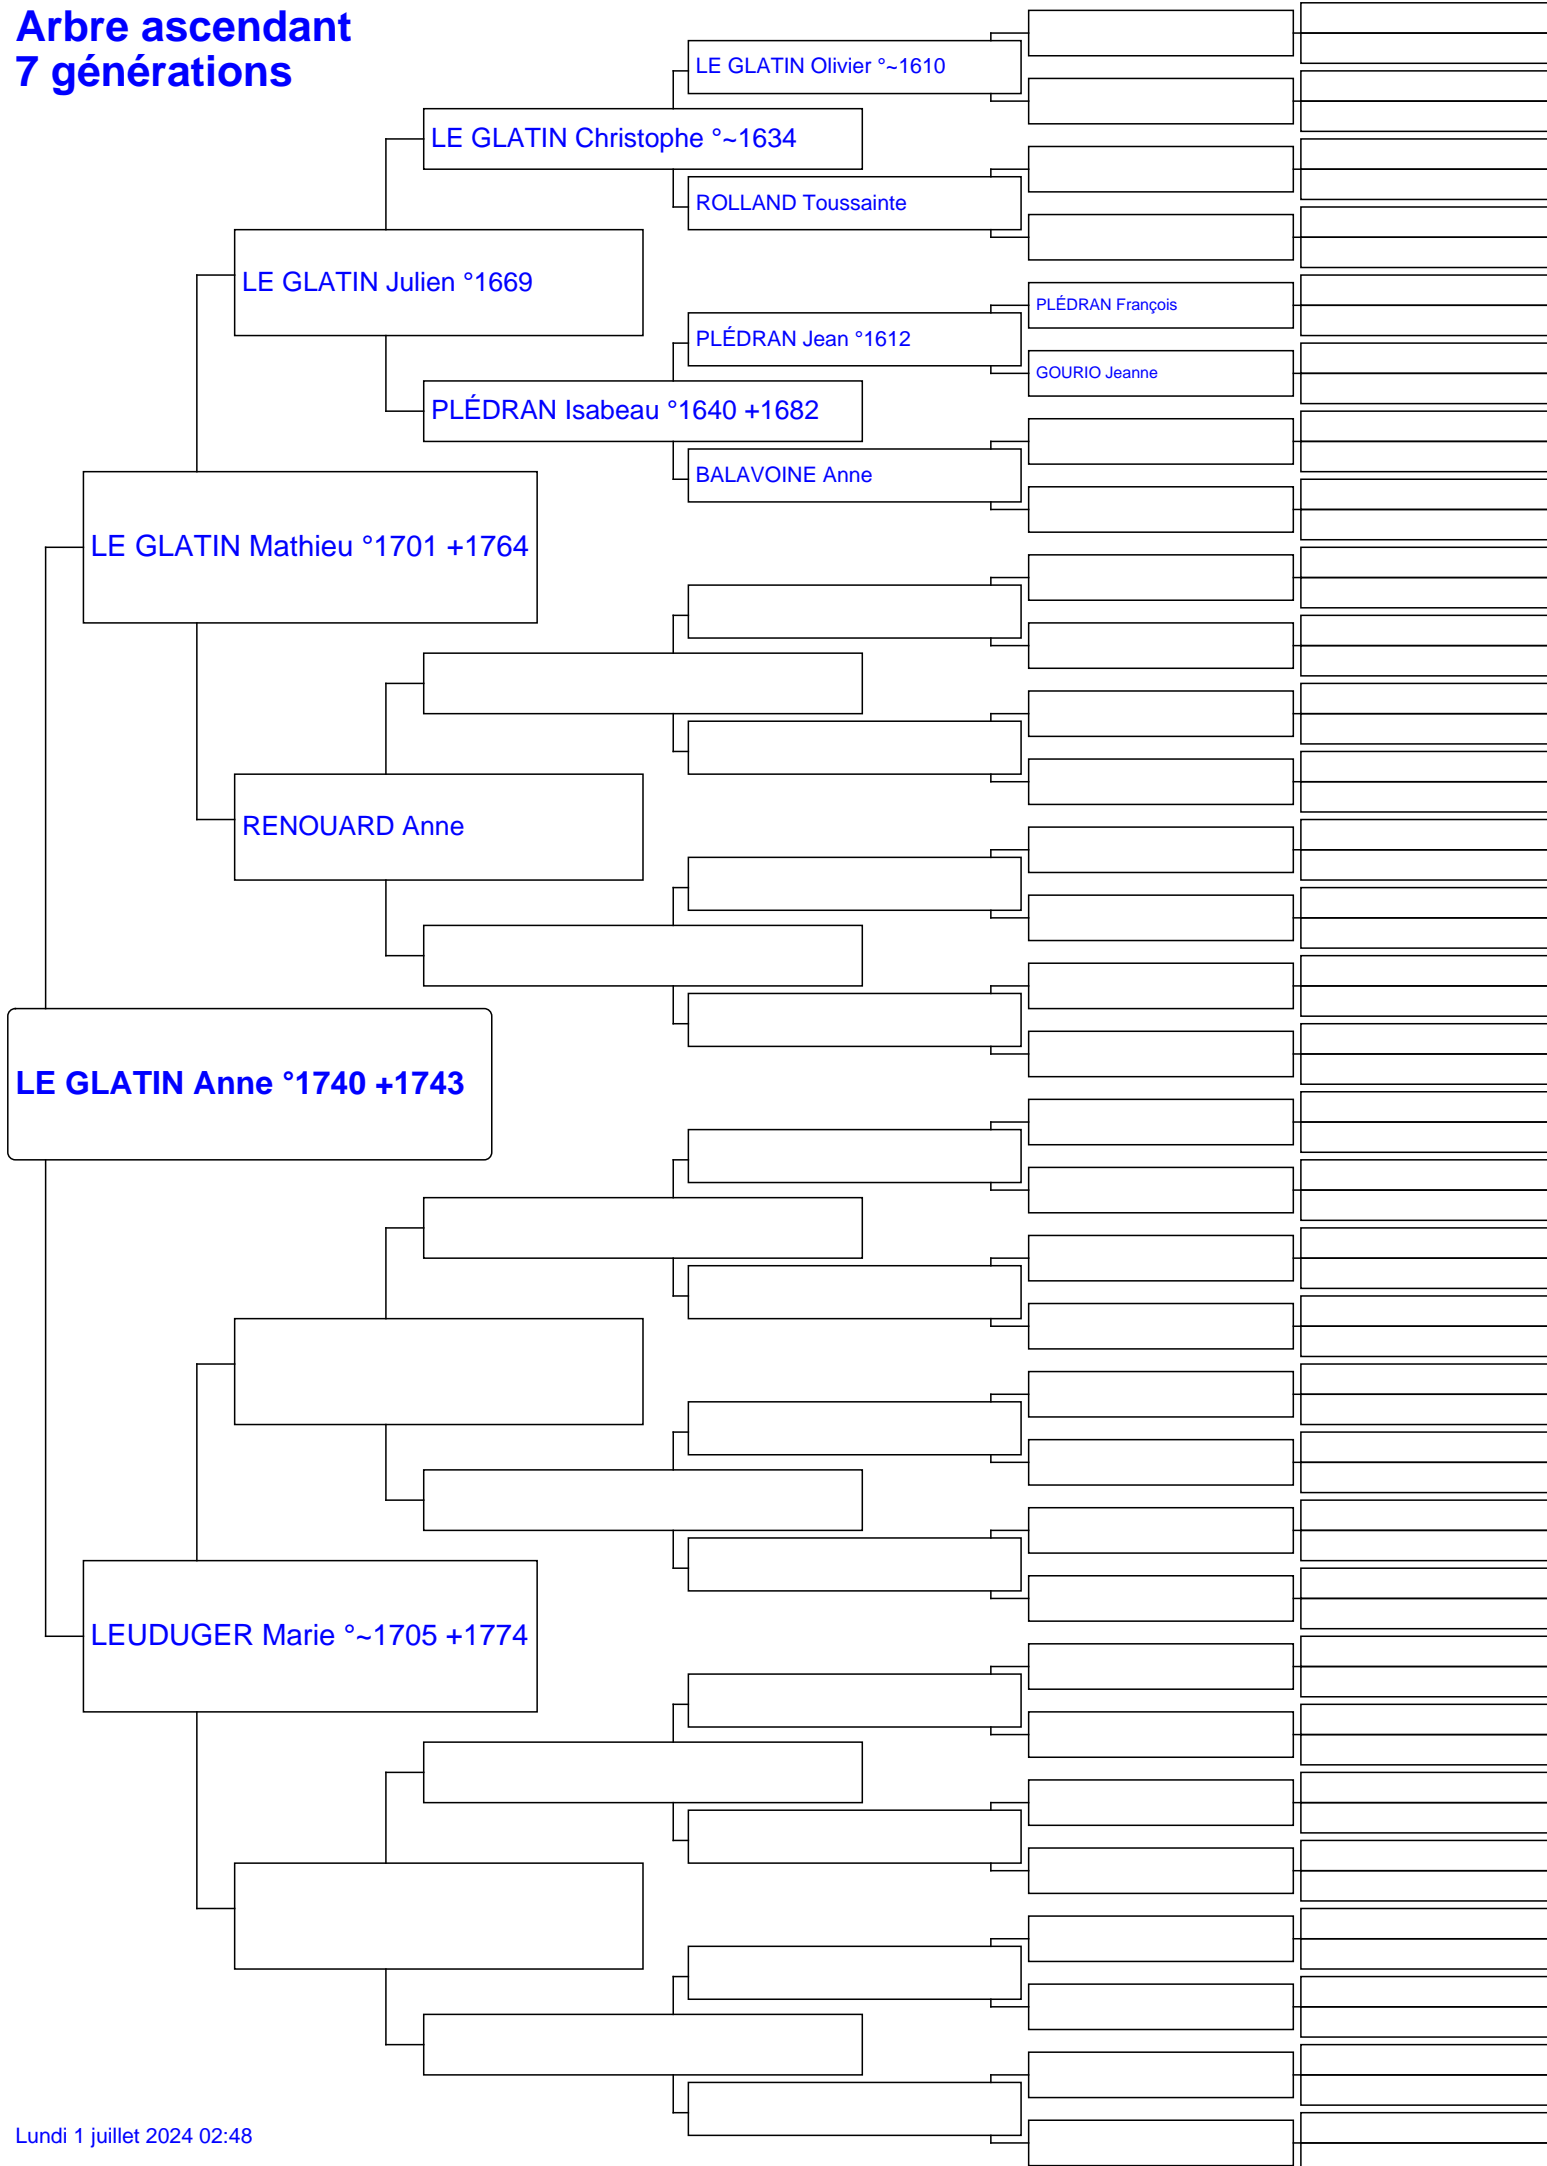 Arbre ascendant
7 générations
LE GLATIN Olivier °~1610
LE GLATIN Christophe °~1634
ROLLAND Toussainte
LE GLATIN Julien °1669
PLÉDRAN François
PLÉDRAN Jean °1612
GOURIO Jeanne
PLÉDRAN Isabeau °1640 +1682
BALAVOINE Anne
LE GLATIN Mathieu °1701 +1764
RENOUARD Anne
LE GLATIN Anne °1740 +1743
LEUDUGER Marie °~1705 +1774
Lundi 1 juillet 2024 02:48